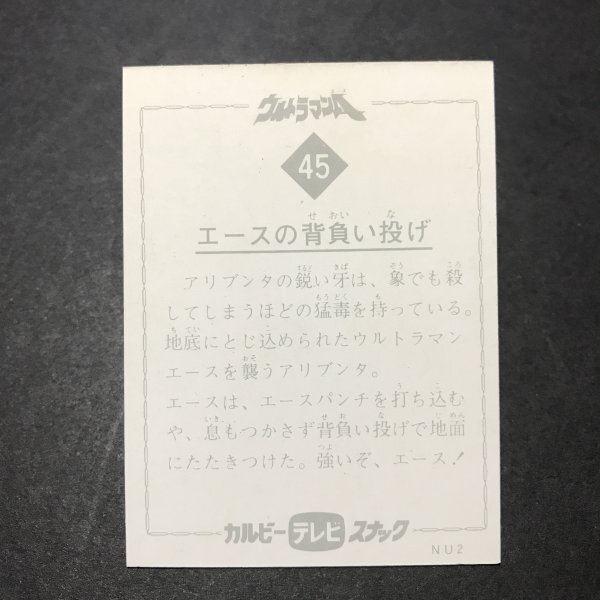 ウルトラマンA
45
エースの背負い投げ
アリブンタの鋭い牙は、象でも殺
してしまうほどの猛毒を持っている。
地底にとじ込められたウルトラマン
エースを襲うアリブンタ。
エースは、エースパンチを打ち込む
や、息もつかさず背負い投げで地面
にたたきつけた。強いぞ、エース!
カルビーテレビスナック
NU2